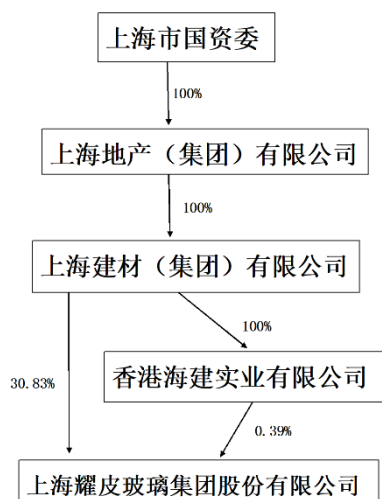 上海市国资委
100%
上海地产（集团）有限公司
100%
上海建材（集团）有限公司
100%
30.83%
香港海建实业有限公司
0.39%
上海耀皮玻璃集团股份有限公司